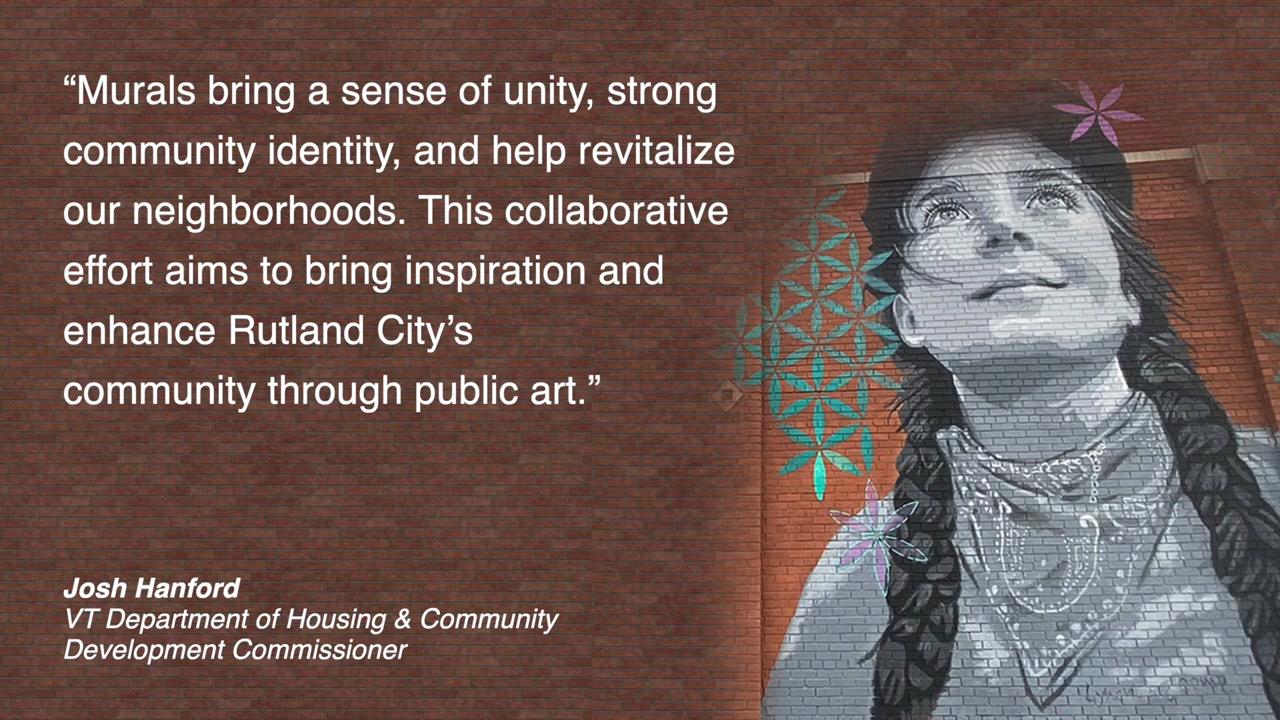 “Murals bring a sense of unity, strong
community identity, and help revitalize
our neighborhoods. This collaborative
effort aims to bring inspiration and
enhance Rutland City’s
community through public art.”
Josh Hanford
VT Department of Housing & Community
Development Commissioner